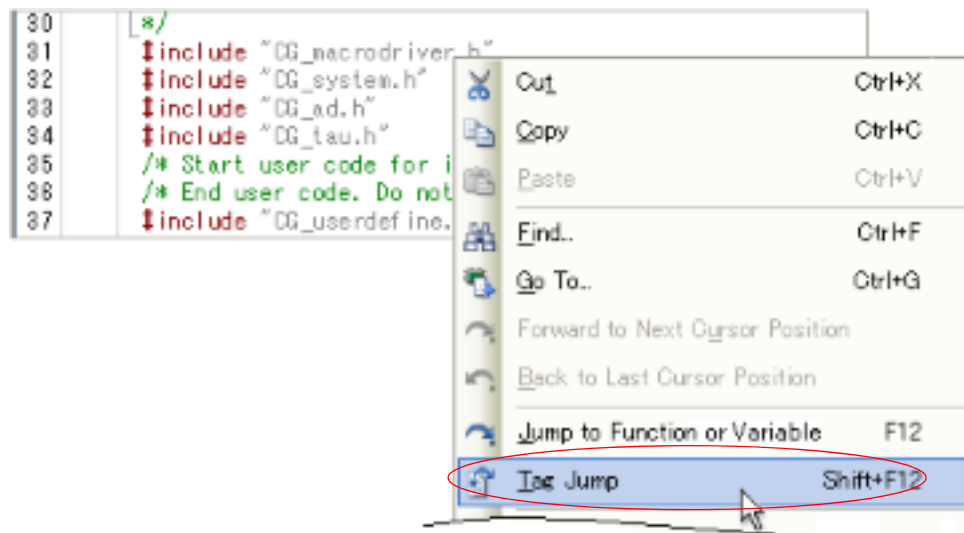 30 */
31 #include "CG_macrodriver.h"
32 #include "CG_system.h"
33 #include "CG_ad.h"
34 #include "CG_tau.h"
35 /* Start user code for i
36 /* End user code. Do not
37 #include "CG_userdefine.
Cut Ctrl+X
Copy Ctrl+C
Paste Ctrl+V
Find.. Ctrl+F
Go To.. Ctrl+G
Forward to Next Cursor Position
Back to Last Cursor Position
Jump to Function or Variable F12
Tag Jump Shift+F12